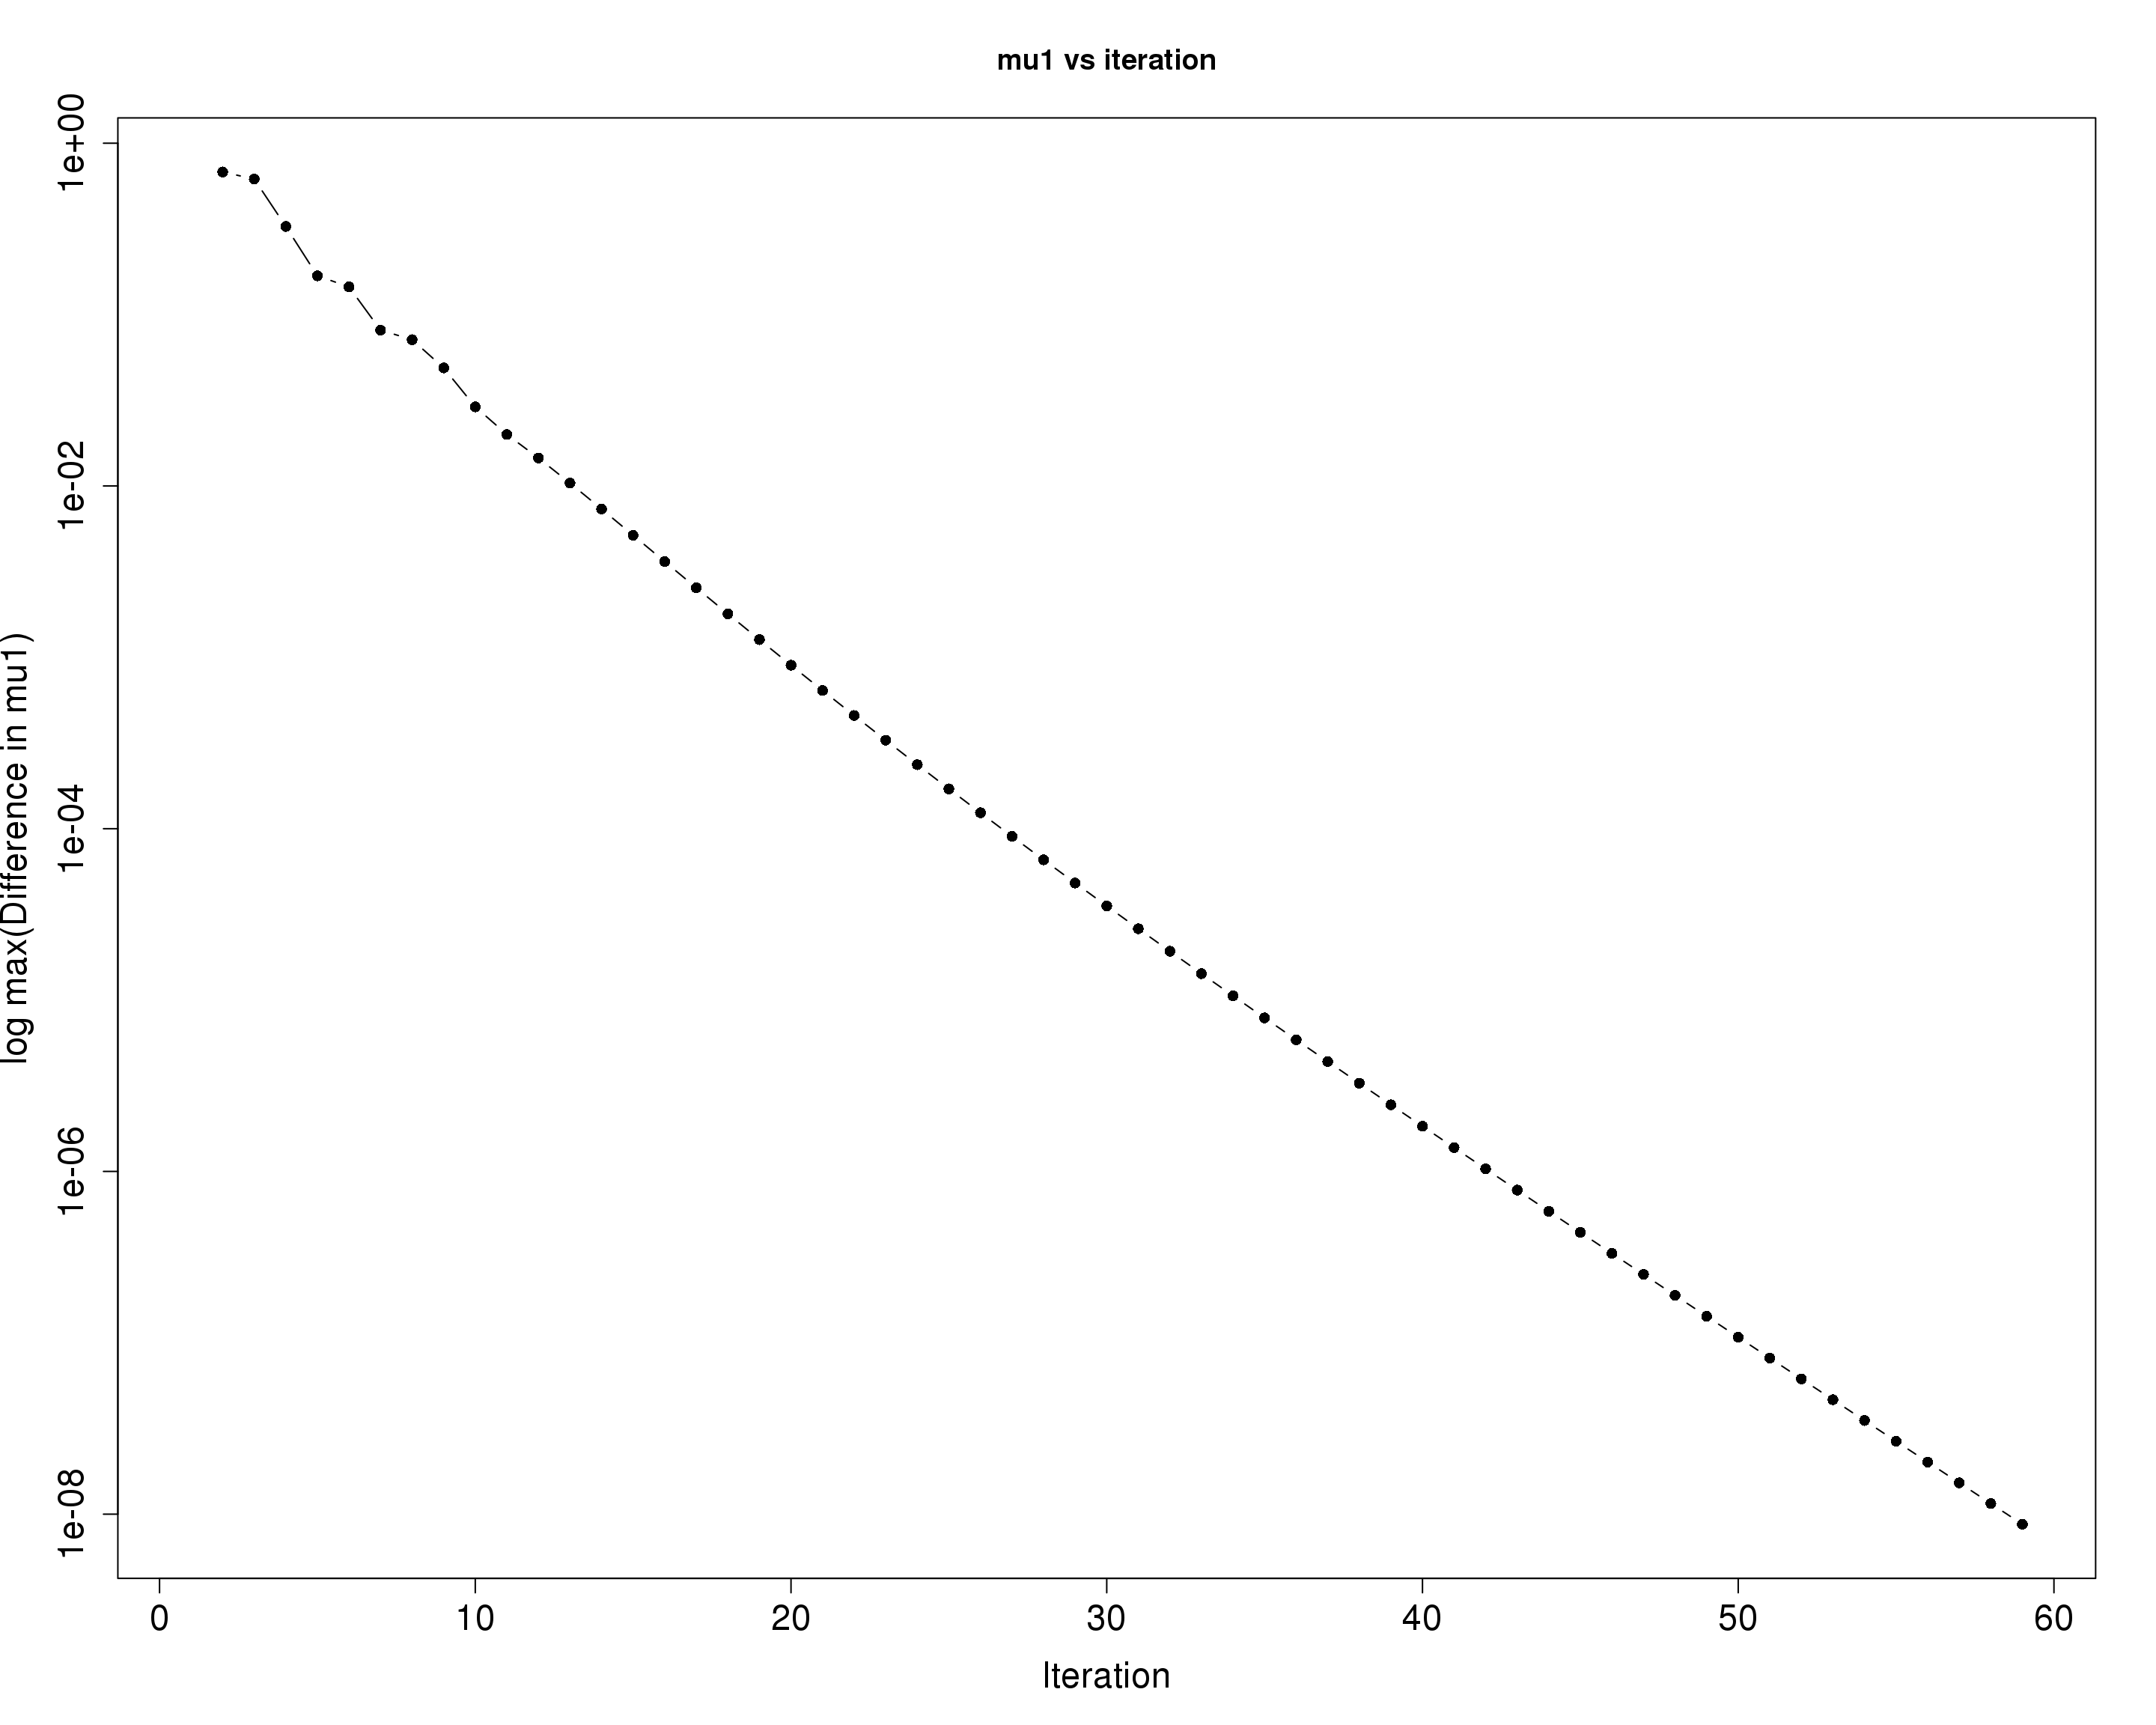 mu1 vs iteration
log max(Difference in mu1)
1e+00
1e-02
1e-04
1e-06
1e-08
0 10 20 30 40 50 60
Iteration